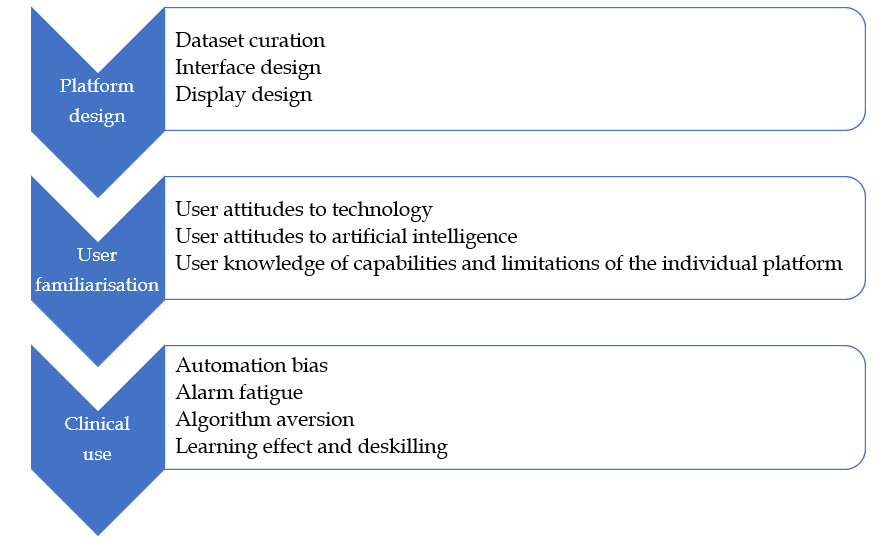 Platform
design
Dataset curation
Interface design
Display design
User
familiarisation
User attitudes to technology
User attitudes to artificial intelligence
User knowledge of capabilities and limitations of the individual platform
Clinical
use
Automation bias
Alarm fatigue
Algorithm aversion
Learning effect and deskilling